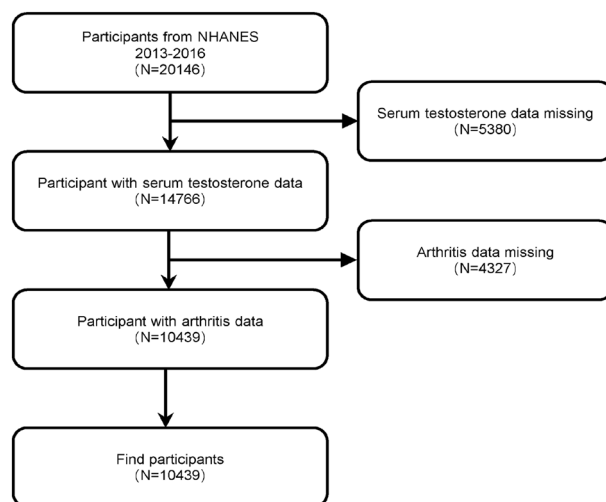 Participants from NHANES
2013-2016
(N=20146)
Serum testosterone data missing
(N=5380)
Participant with serum testosterone data
(N=14766)
Arthritis data missing
(N=4327)
Participant with arthritis data
(N=10439)
Find participants
(N=10439)